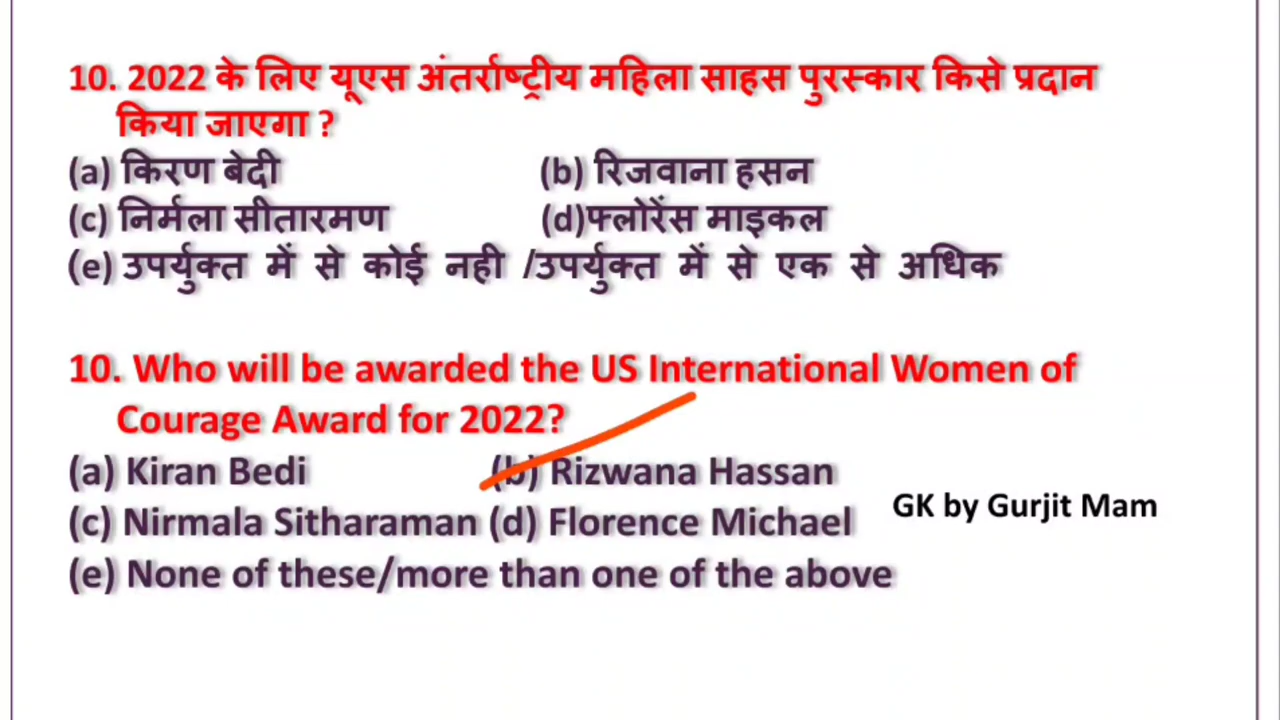 10. 2022 के लिए यूएस अंतर्राष्ट्रीय महिला साहस पुरस्कार किसे प्रदान
किया जाएगा ?
(a) किरण बेदी (b) रिजवाना हसन
(c) निर्मला सीतारमण (d)फ्लोरेंस माइकल
(e) उपर्युक्त में से कोई नही /उपर्युक्त में से एक से अधिक
10. Who will be awarded the US International Women of
Courage Award for 2022?
(a) Kiran Bedi (b) Rizwana Hassan
(c) Nirmala Sitharaman (d) Florence Michael
GK by Gurjit Mam
(e) None of these/more than one of the above